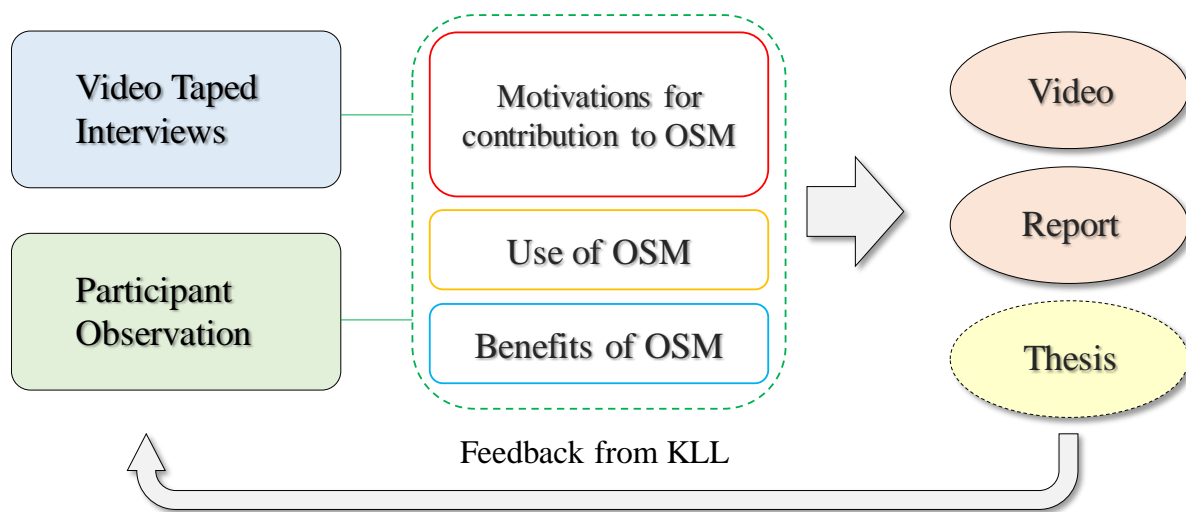 Video Taped
Interviews
Participant
Observation
Motivations for
contribution to OSM
Use of OSM
Benefits of OSM
Video
Report
Thesis
Feedback from KLL